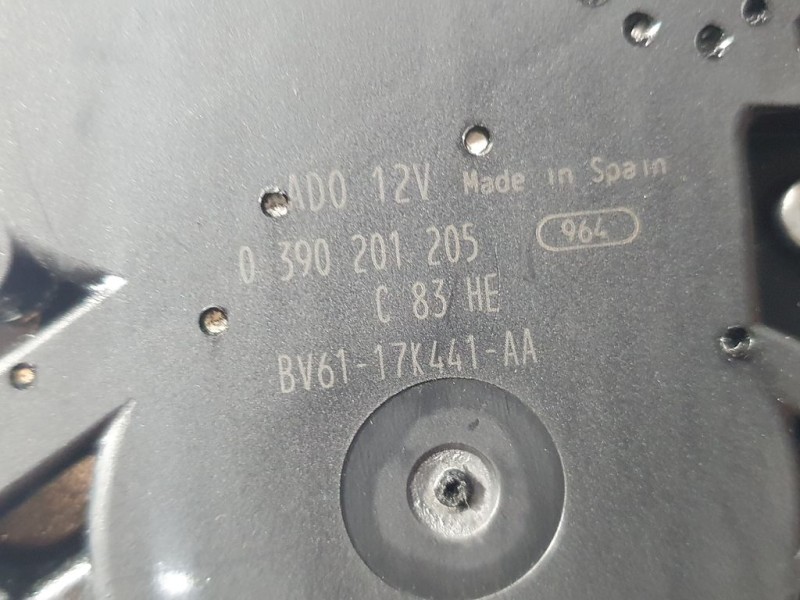 ADO 12V Made in Spain
0 390 201 205 964
C 83 HE
BV61-17K441-AA